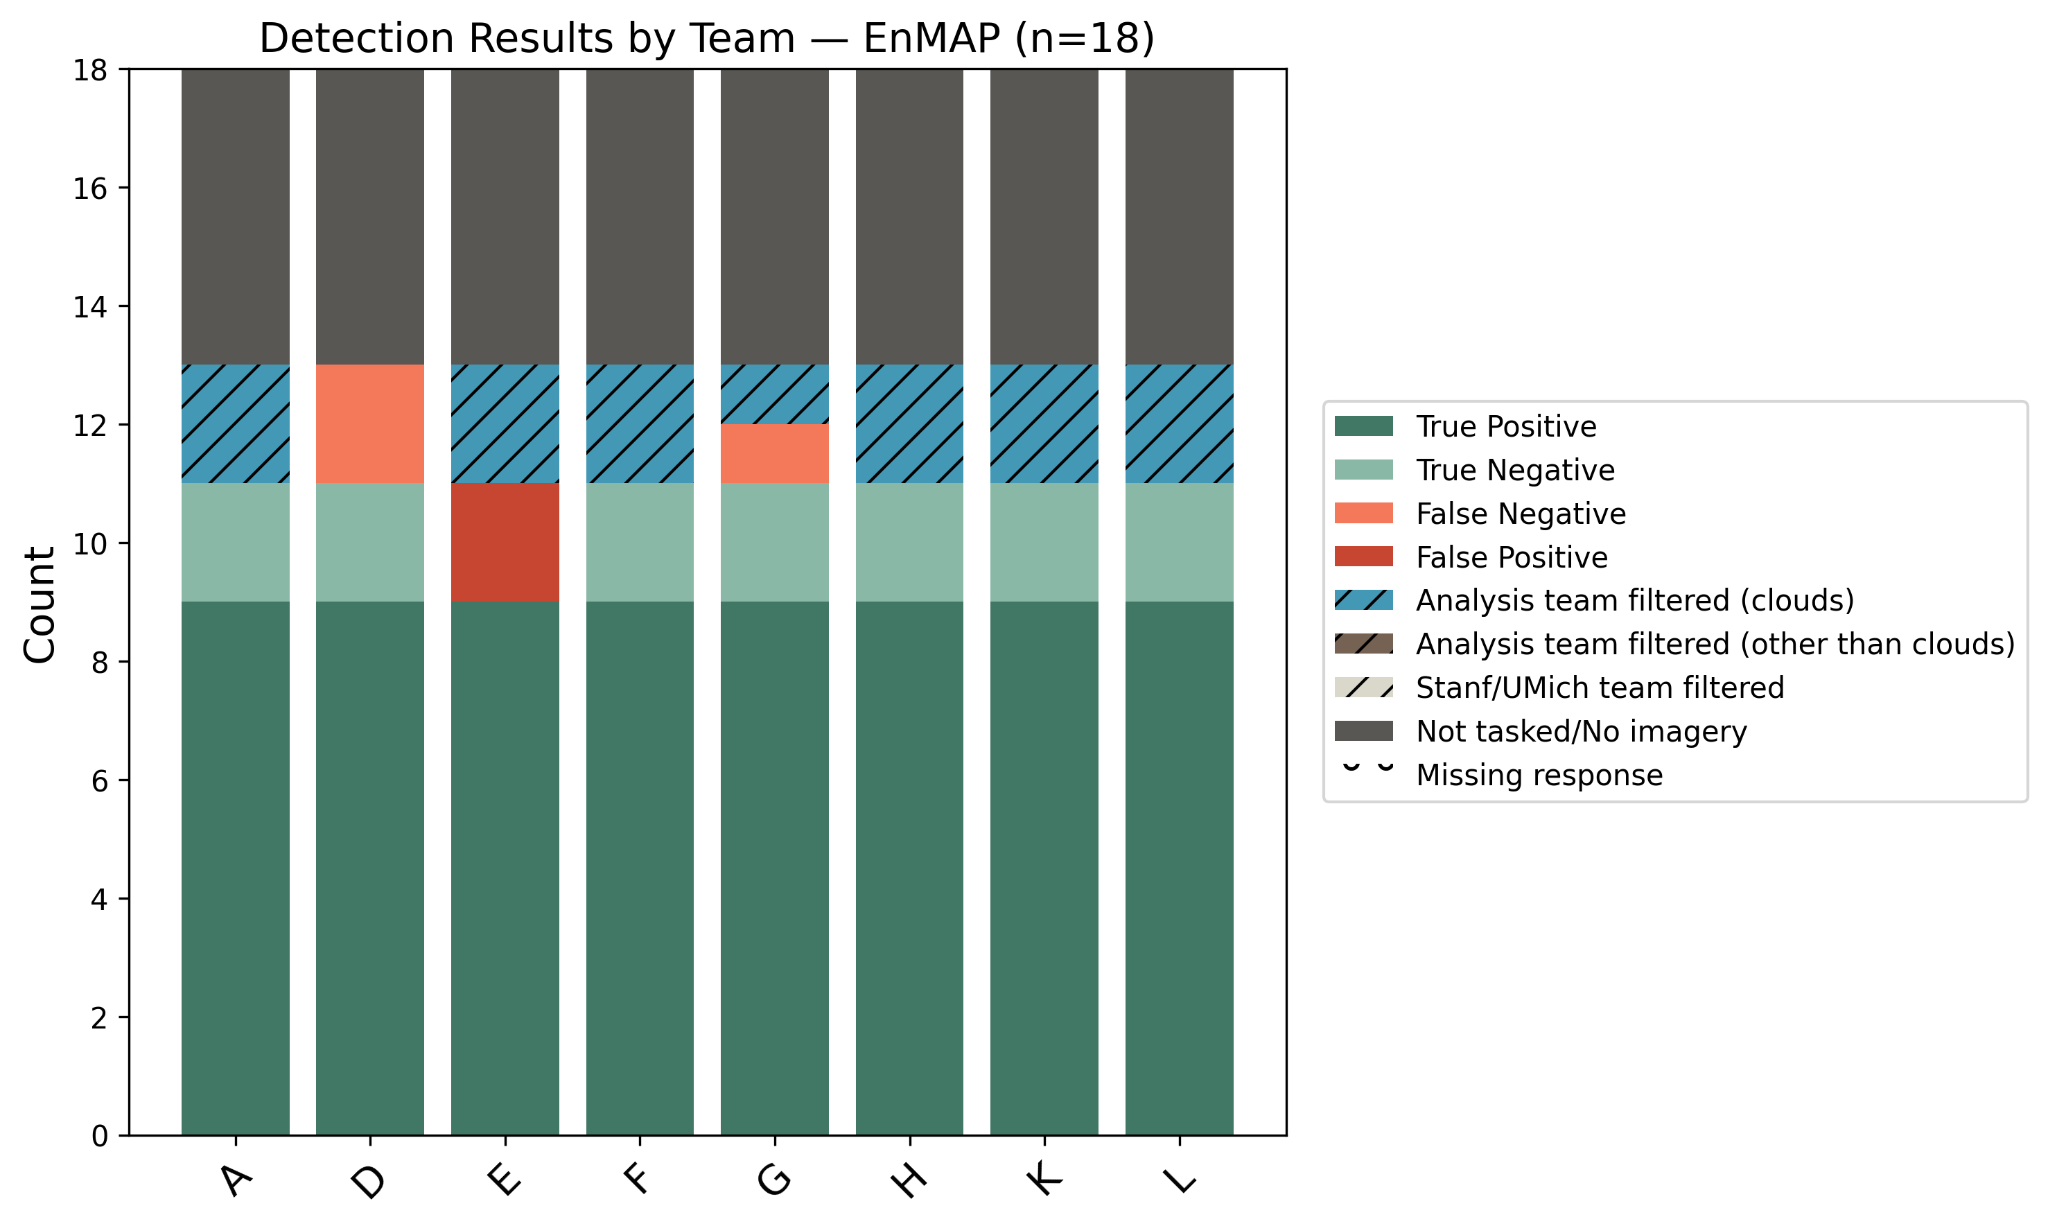 Detection Results by Team — EnMAP (n=18)
18
16
14
12
10
8
6
4
2
0
Count
A
D
E
F
G
H
K
L
True Positive
True Negative
False Negative
False Positive
Analysis team filtered (clouds)
Analysis team filtered (other than clouds)
Stanf/UMich team filtered
Not tasked/No imagery
Missing response